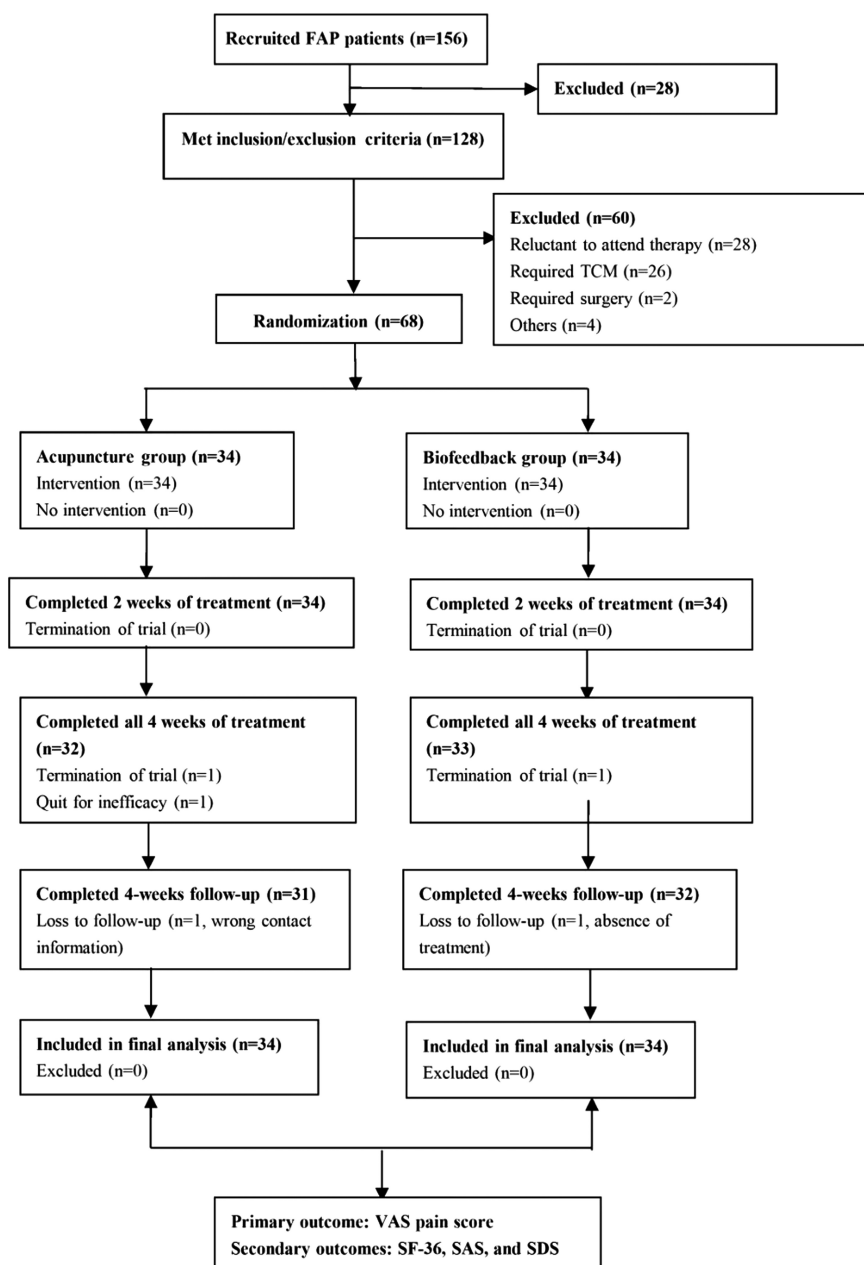 Recruited FAP patients (n=156)
Excluded (n=28)
Met inclusion/exclusion criteria (n=128)
Excluded (n=60)
Reluctant to attend therapy (n=28)
Required TCM (n=26)
Required surgery (n=2)
Others (n=4)
Randomization (n=68)
Acupuncture group (n=34)
Intervention (n=34)
No intervention (n=0)
Biofeedback group (n=34)
Intervention (n=34)
No intervention (n=0)
Completed 2 weeks of treatment (n=34)
Termination of trial (n=0)
Completed 2 weeks of treatment (n=34)
Termination of trial (n=0)
Completed all 4 weeks of treatment
(n=32)
Termination of trial (n=1)
Quit for inefficacy (n=1)
Completed all 4 weeks of treatment
(n=33)
Termination of trial (n=1)
Completed 4-weeks follow-up (n=31)
Loss to follow-up (n=1, wrong contact
information)
Completed 4-weeks follow-up (n=32)
Loss to follow-up (n=1, absence of
treatment)
Included in final analysis (n=34)
Excluded (n=0)
Included in final analysis (n=34)
Excluded (n=0)
Primary outcome: VAS pain score
Secondary outcomes: SF-36, SAS, and SDS